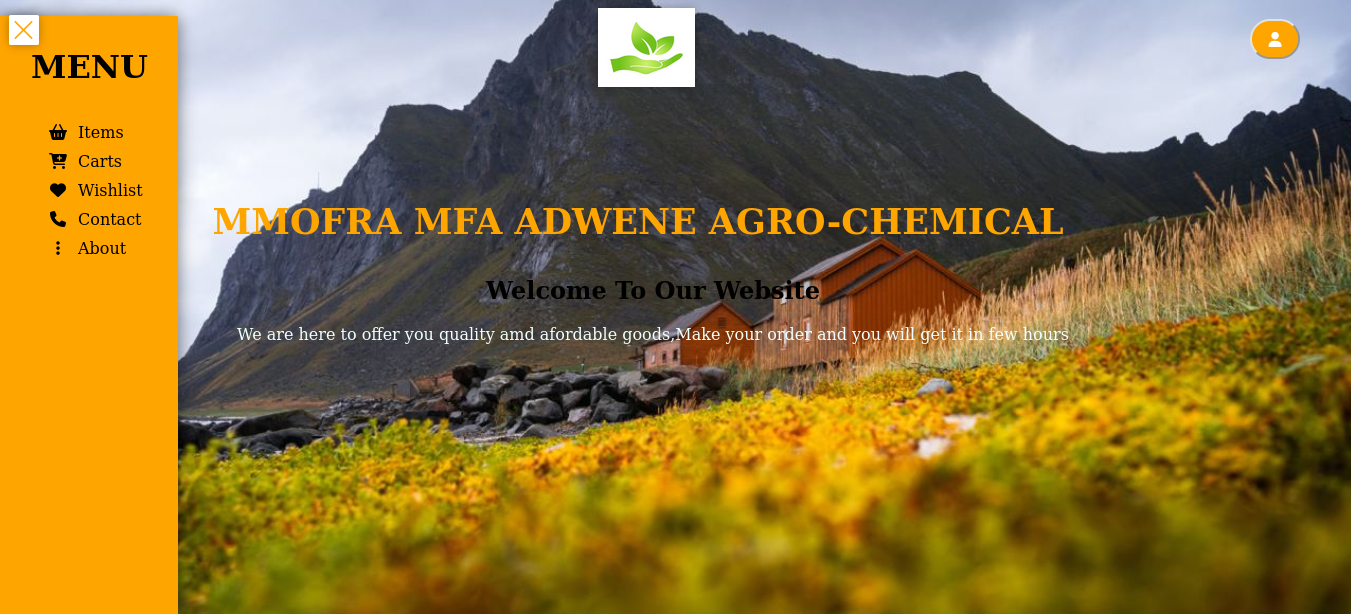 MENU
Items
Carts
Wishlist
Contact
About
MMOFRA MFA ADWENE AGRO-CHEMICAL
Welcome To Our Website
We are here to offer you quality amd afordable goods,Make your order and you will get it in few hours